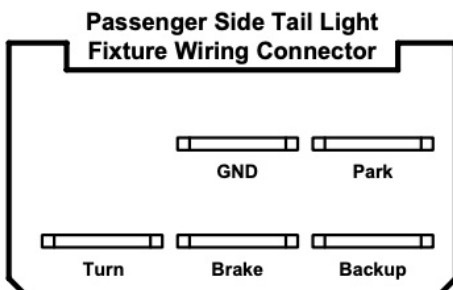 Passenger Side Tail Light
Fixture Wiring Connector
GND Park
Turn Brake Backup